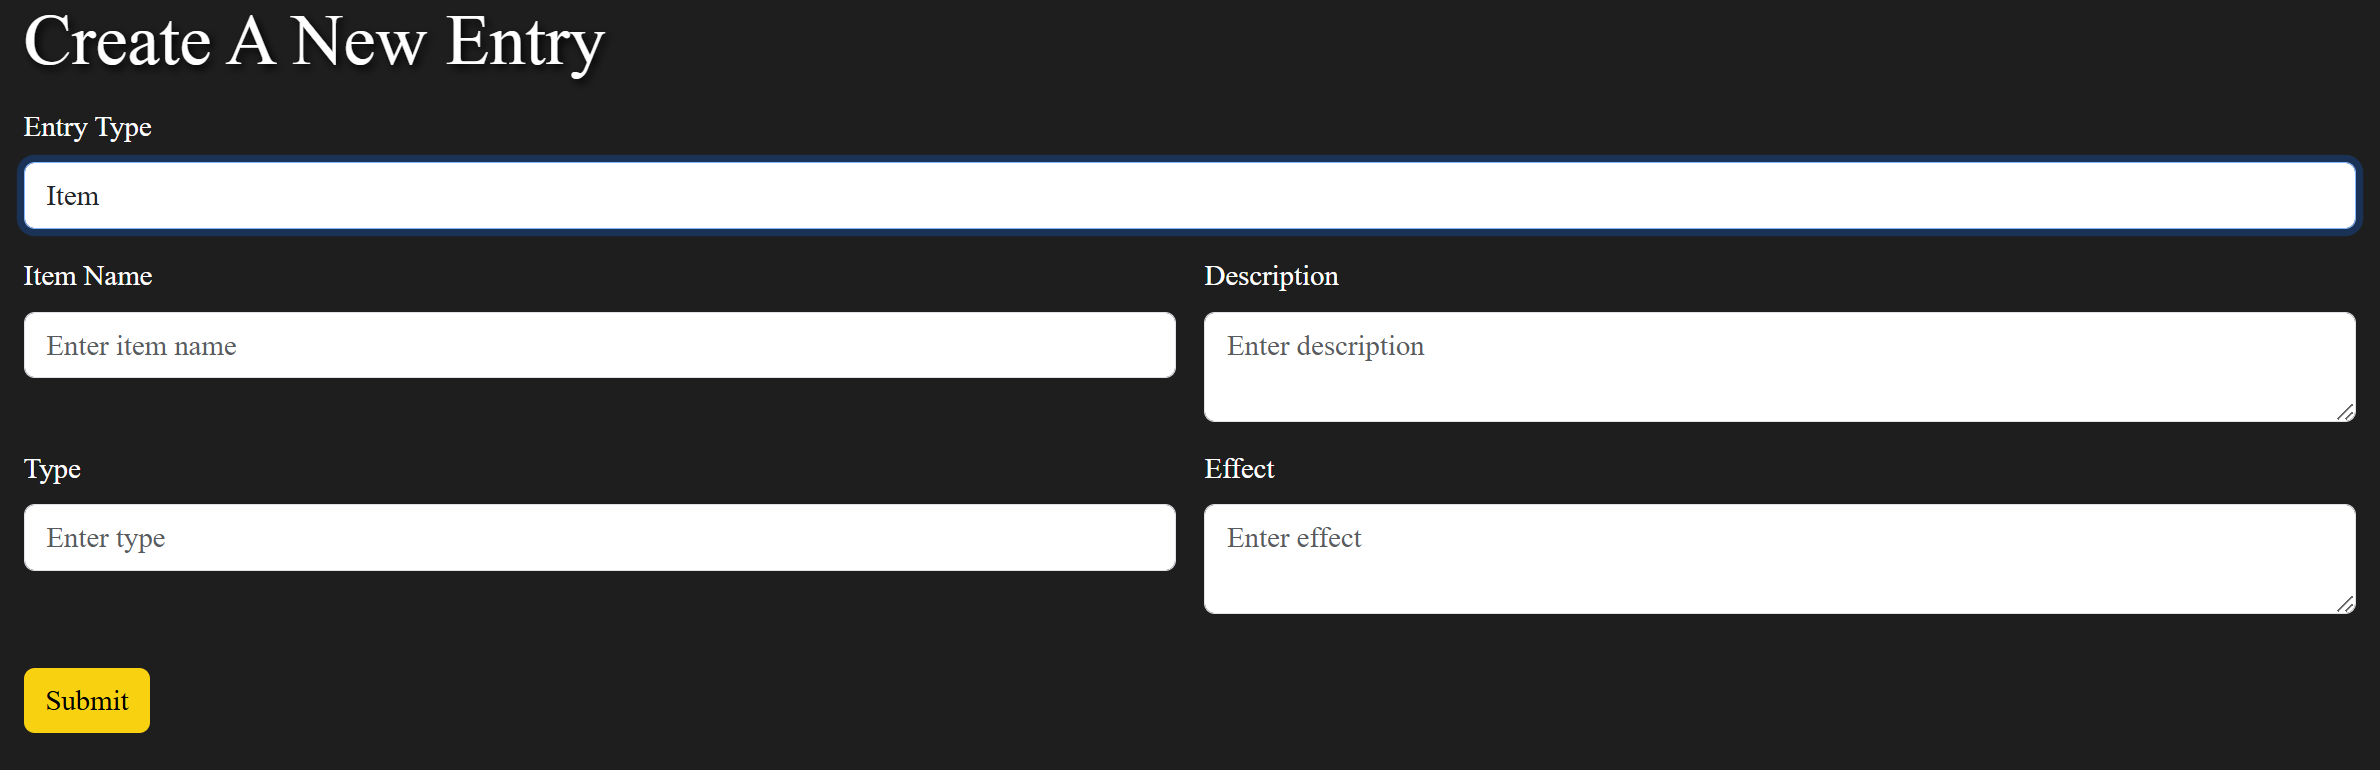 Create A New Entry
Entry Type
Item
Item Name
Description
Enter item name
Enter description
Type
Effect
Enter type
Enter effect
Submit